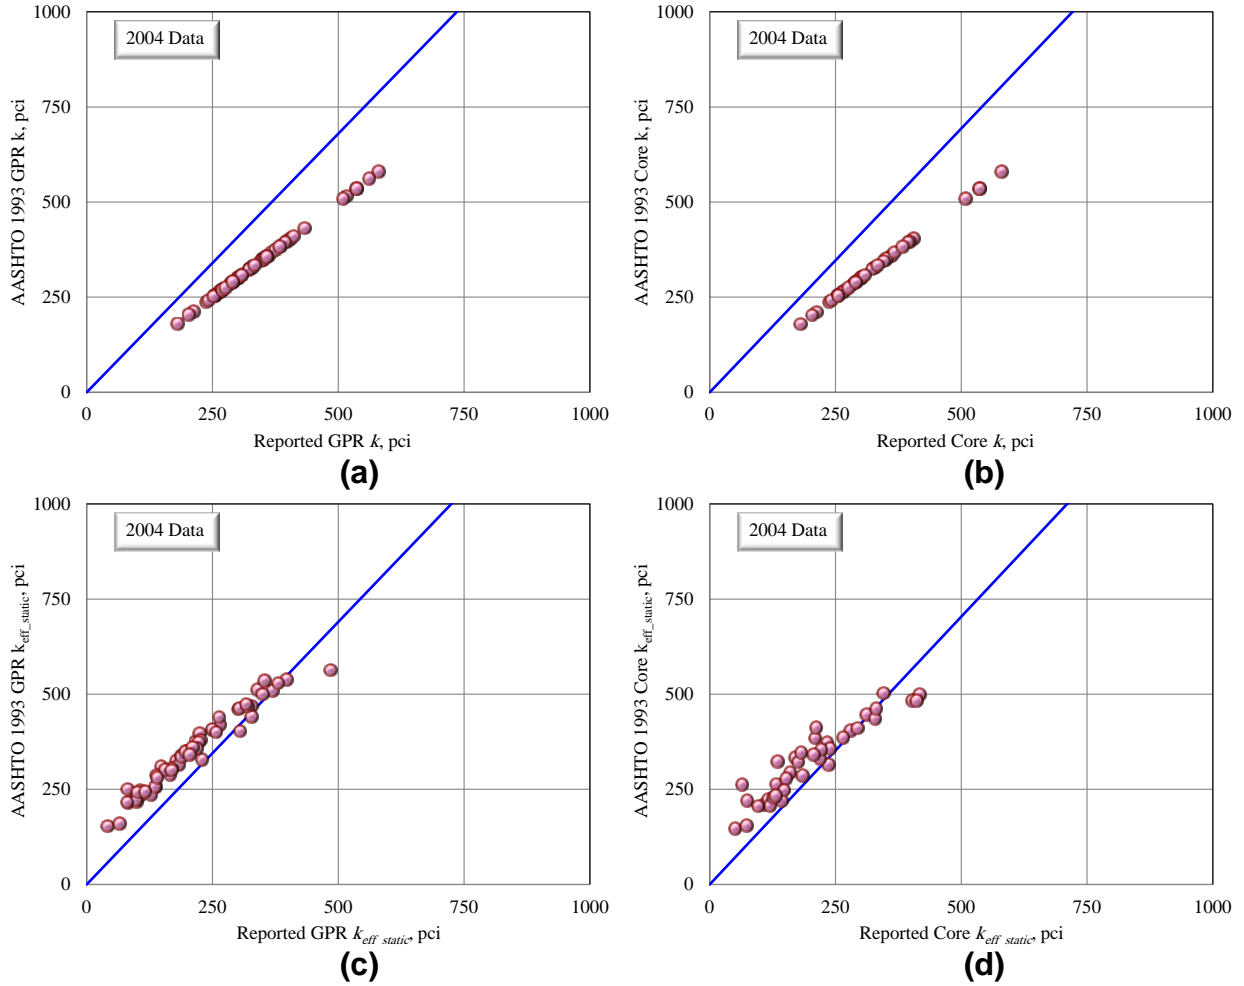 1000
750
500
250
0
AASHTO 1993 GPR k, pci
2004 Data
0 250 500 750 1000
Reported GPR k, pci
(a)
1000
750
500
250
0
AASHTO 1993 Core k, pci
2004 Data
0 250 500 750 1000
Reported Core k, pci
(b)
1000
750
500
250
0
AASHTO 1993 GPR k_eff_static, pci
2004 Data
0 250 500 750 1000
Reported GPR k_eff static, pci
(c)
1000
750
500
250
0
AASHTO 1993 Core k_eff_static, pci
2004 Data
0 250 500 750 1000
Reported Core k_eff static, pci
(d)